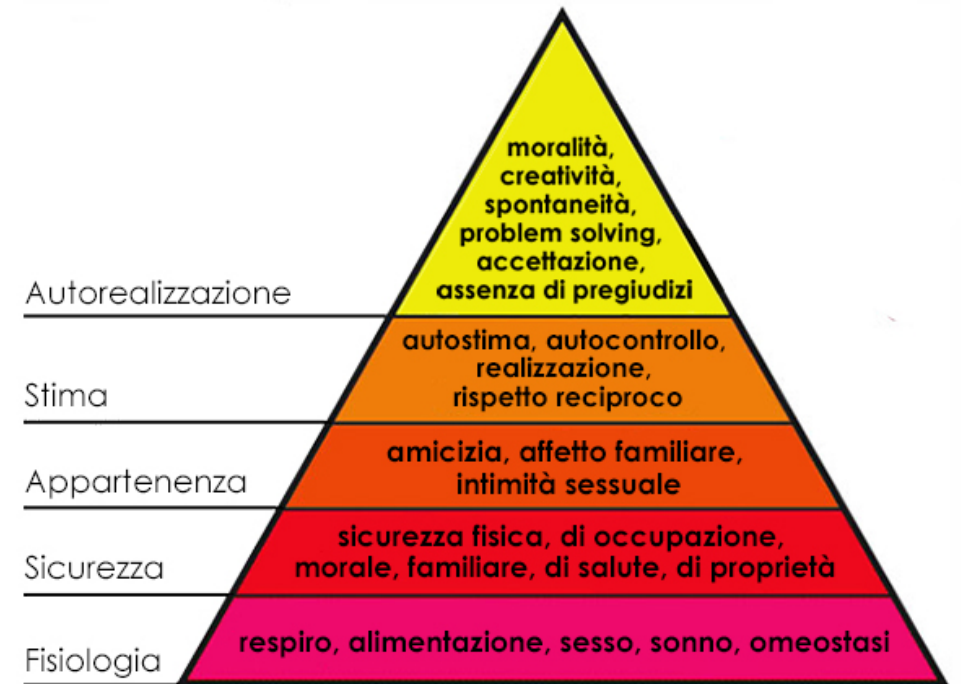 moralità,
creatività,
spontaneità,
problem solving,
accettazione,
assenza di pregiudizi
Autorealizzazione
autostima, autocontrollo,
realizzazione,
rispetto reciproco
Stima
amicizia, affetto familiare,
intimità sessuale
Appartenenza
sicurezza fisica, di occupazione,
morale, familiare, di salute, di proprietà
Sicurezza
respiro, alimentazione, sesso, sonno, omeostasi
Fisiologia